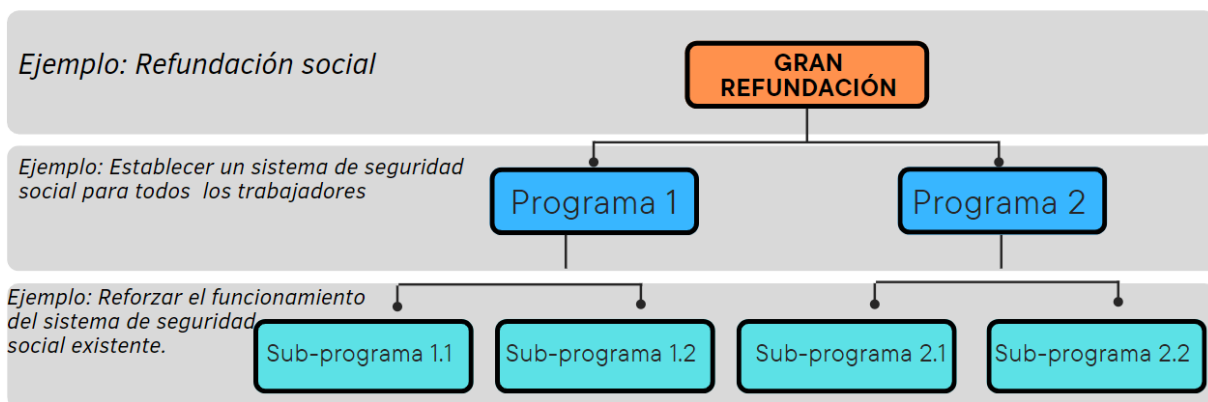 Ejemplo: Refundación social
GRAN
REFUNDACIÓN
Ejemplo: Establecer un sistema de seguridad
social para todos los trabajadores
Programa 1
Programa 2
Ejemplo: Reforzar el funcionamiento
del sistema de seguridad
social existente.
Sub-programa 1.1
Sub-programa 1.2
Sub-programa 2.1
Sub-programa 2.2